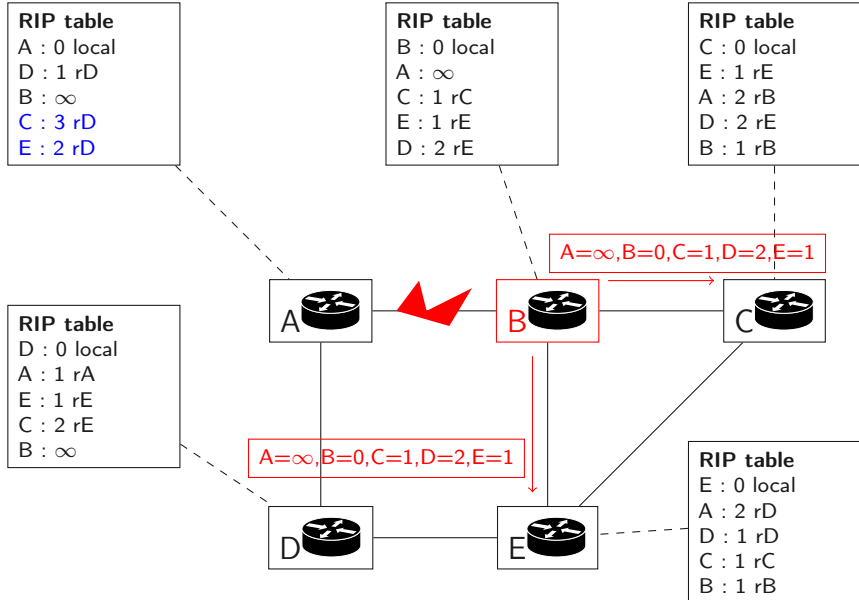 RIP table
A : 0 local
D : 1 rD
B : ∞
C : 3 rD
E : 2 rD
RIP table
B : 0 local
A : ∞
C : 1 rC
E : 1 rE
D : 2 rE
RIP table
C : 0 local
E : 1 rE
A : 2 rB
D : 2 rE
B : 1 rB
A=∞,B=0,C=1,D=2,E=1
A
B
C
RIP table
D : 0 local
A : 1 rA
E : 1 rE
C : 2 rE
B : ∞
A=∞,B=0,C=1,D=2,E=1
D
E
RIP table
E : 0 local
A : 2 rD
D : 1 rD
C : 1 rC
B : 1 rB